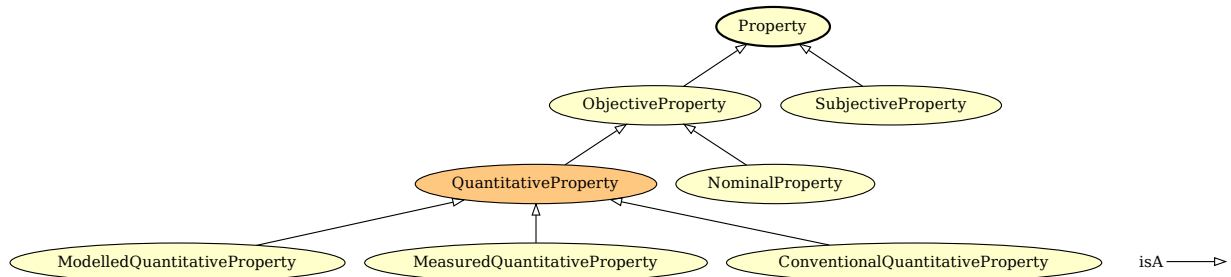 Property
ObjectiveProperty
SubjectiveProperty
QuantitativeProperty
NominalProperty
ModelledQuantitativeProperty
MeasuredQuantitativeProperty
ConventionalQuantitativeProperty
isA